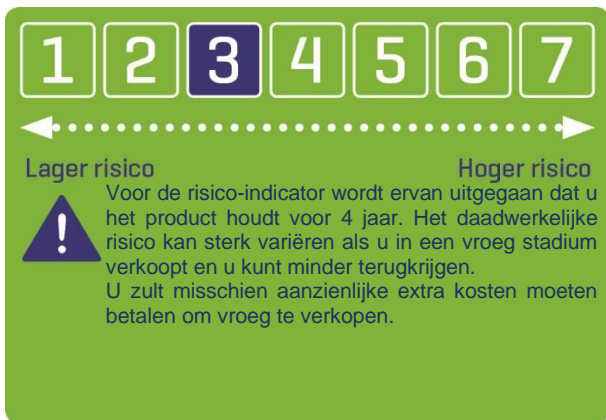 1 2 3 4 5 6 7
Lager risico Hoger risico
Voor de risico-indicator wordt ervan uitgegaan dat u
het product houdt voor 4 jaar. Het daadwerkelijke
risico kan sterk variëren als u in een vroeg stadium
verkoopt en u kunt minder terugkrijgen.
U zult misschien aanzienlijke extra kosten moeten
betalen om vroeg te verkopen.